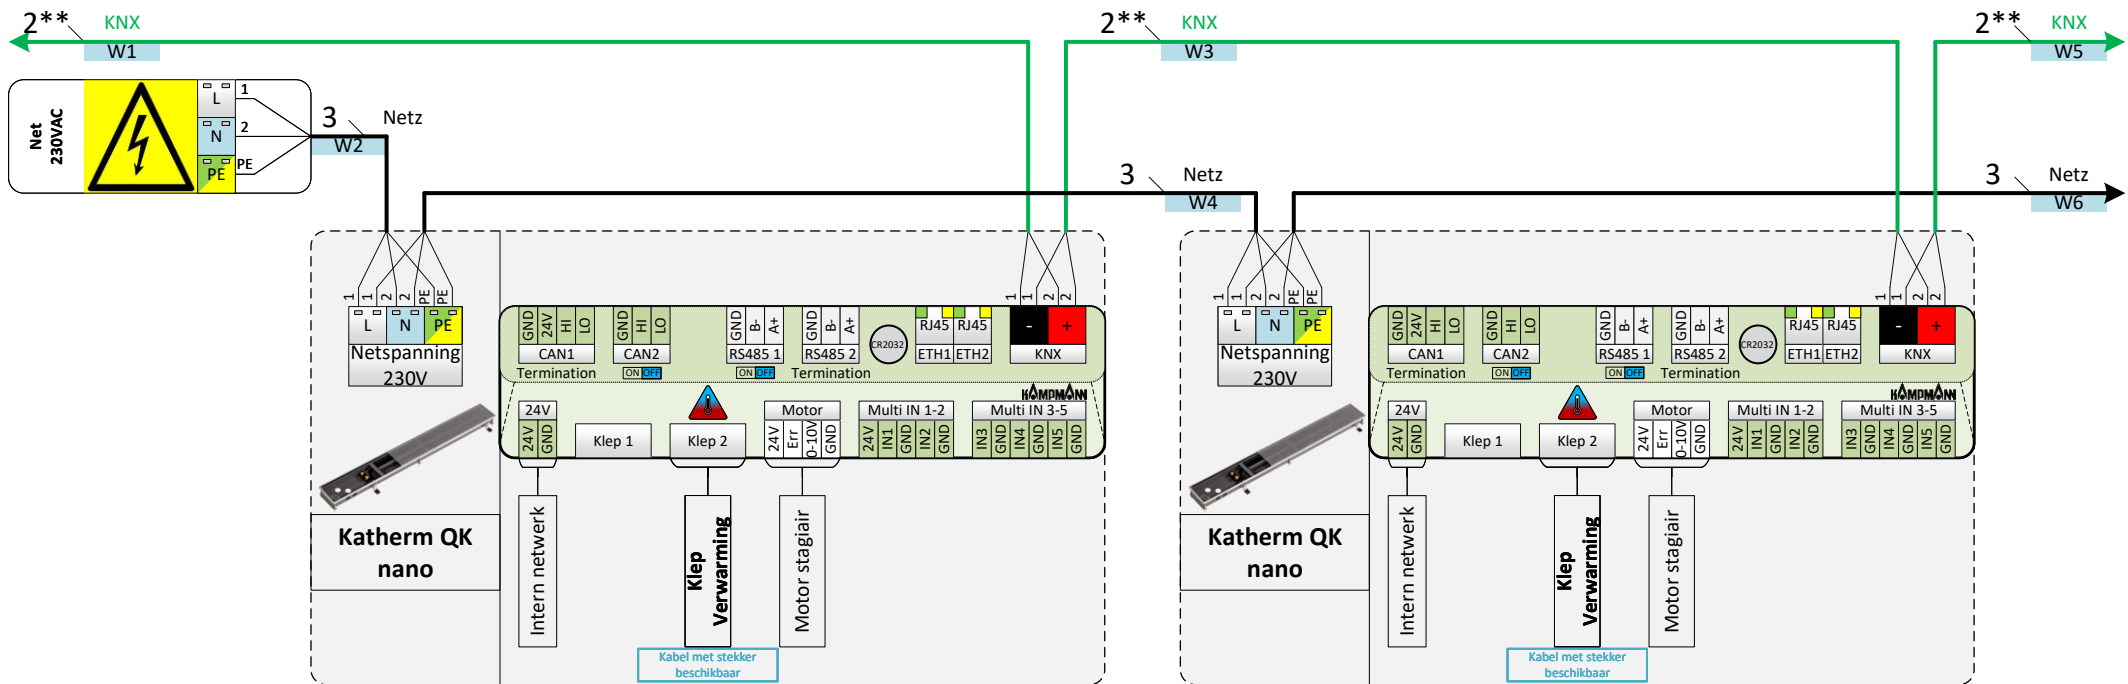 2** KNX 2** KNX 2** KNX
W1 W3 W5
Net
230VAC
L 1
N 2
PE PE
3 Netz
W2
3 Netz 3 Netz
W4 W6
1 1 2 2 PE PE 1 1 2 2 1 1 2 2 PE PE 1 1 2 2
L N PE GND 24V HI LO GND HI LO GND B- A+ GND B- A+ CR2032 RJ45 RJ45 - +
Netspanning CAN1 CAN2 RS485 1 RS485 2 ETH1 ETH2 KNX
230V Termination ON OFF ON OFF Termination
KAMPMANN
24V Motor Multi IN 1-2 Multi IN 3-5
24V GND Klep 1 Klep 2 24V Err 0-10V GND 24V IN1 GND IN2 GND IN3 GND IN4 GND IN5 GND
Katherm QK
nano
Intern netwerk
Klep
Verwarming
Motor stagiair
Kabel met stekker
beschikbaar
L N PE GND 24V HI LO GND HI LO GND B- A+ GND B- A+ CR2032 RJ45 RJ45 - +
Netspanning CAN1 CAN2 RS485 1 RS485 2 ETH1 ETH2 KNX
230V Termination ON OFF ON OFF Termination
KAMPMANN
24V Motor Multi IN 1-2 Multi IN 3-5
24V GND Klep 1 Klep 2 24V Err 0-10V GND 24V IN1 GND IN2 GND IN3 GND IN4 GND IN5 GND
Katherm QK
nano
Intern netwerk
Klep
Verwarming
Motor stagiair
Kabel met stekker
beschikbaar